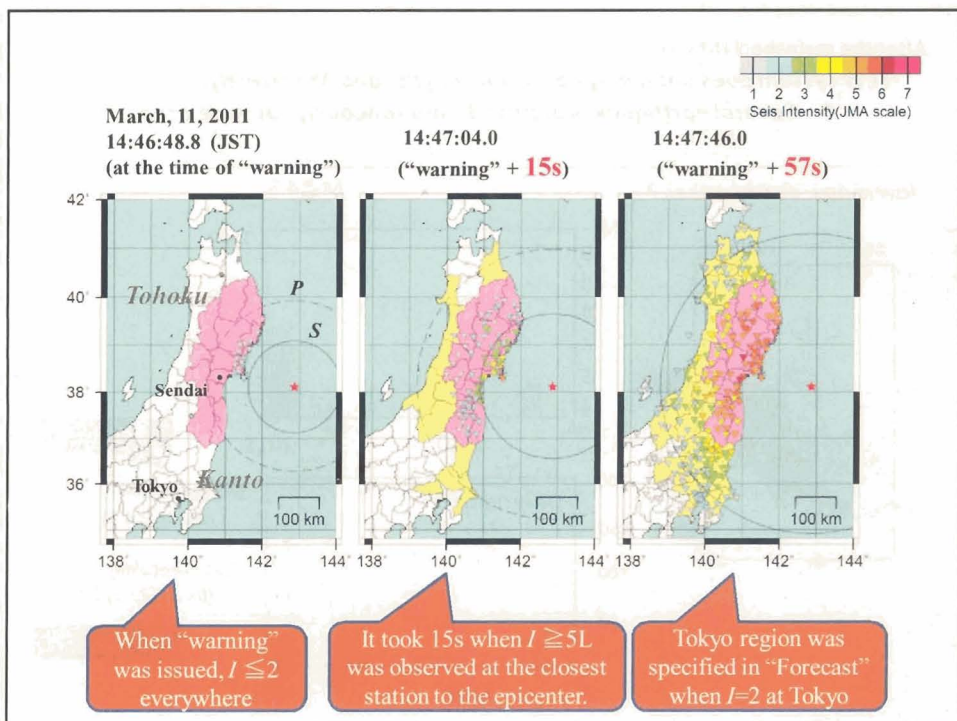 1 2 3 4 5 6 7
Seis Intensity(JMA scale)
March, 11, 2011
14:46:48.8 (JST)
(at the time of “warning”)
14:47:04.0
(“warning” + 15s)
14:47:46.0
(“warning” + 57s)
42˚
40˚
38˚
36˚
Tohoku
P
S
Sendai
Kanto
Tokyo
100 km
138 140˚ 142˚ 144
100 km
138 140˚ 142˚ 144
100 km
138 140˚ 142˚ 144˚
When “warning”
was issued, I ≦2
everywhere
It took 15s when I ≧5L
was observed at the closest
station to the epicenter.
Tokyo region was
specified in “Forecast”
when I=2 at Tokyo